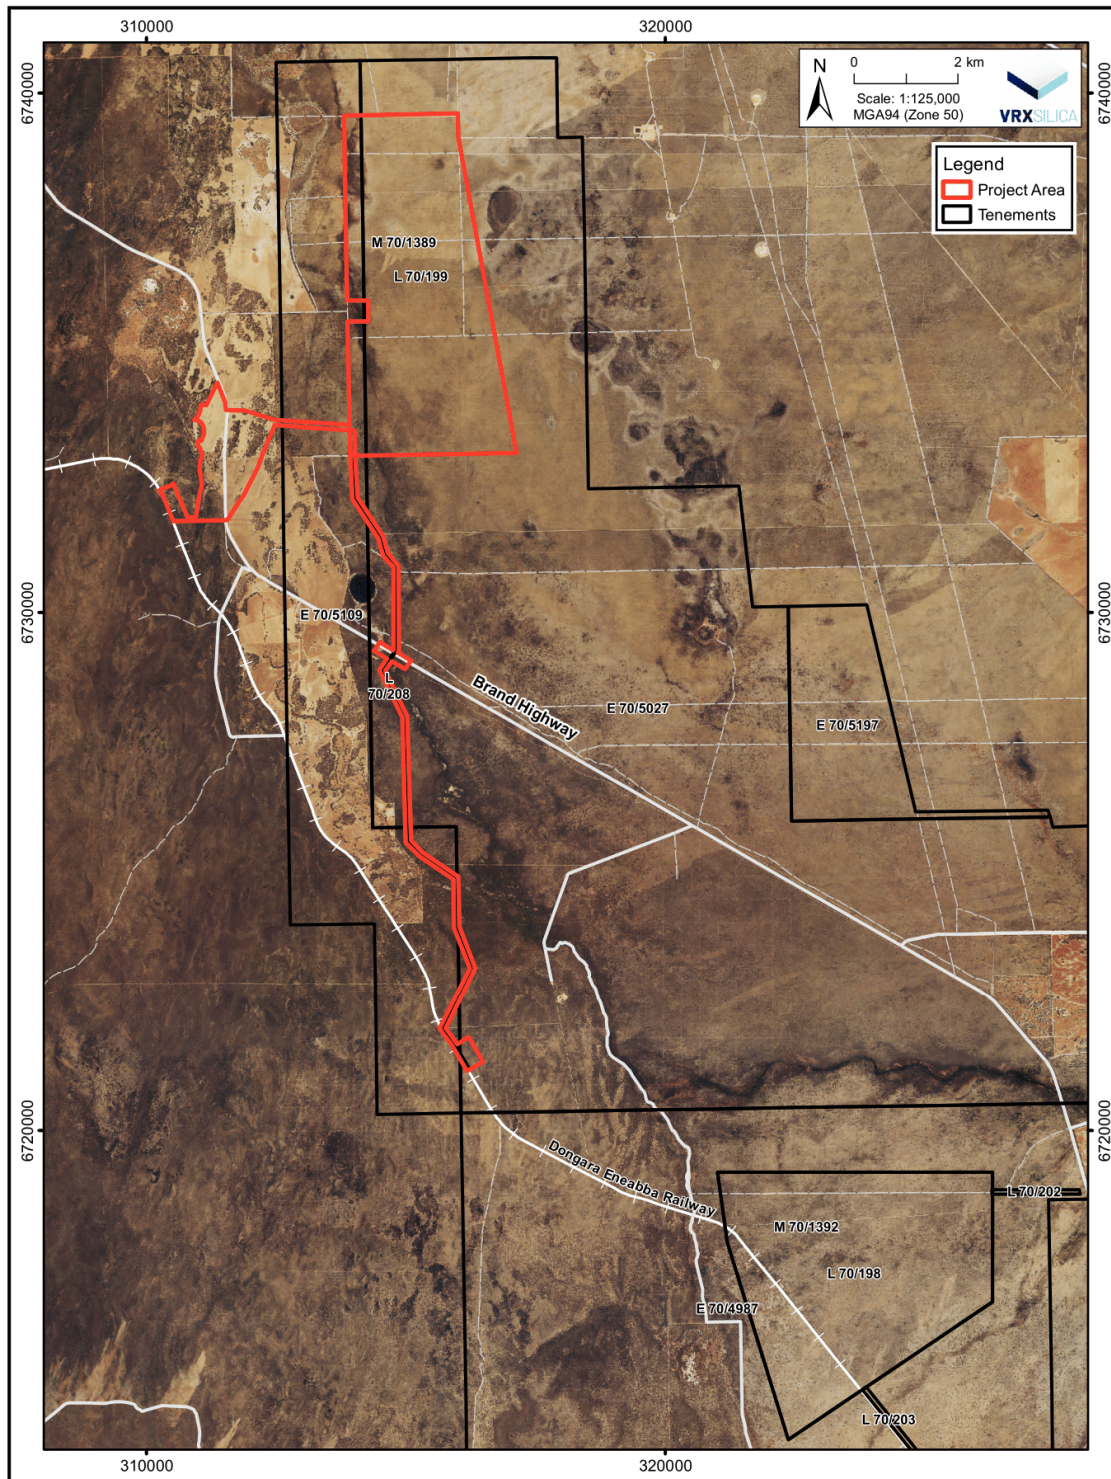 310000
320000
6740000
6740000
N
0
2 km
Scale: 1:125,000
MGA94 (Zone 50)
VRXSILICA
Legend
Project Area
Tenements
M 70/1389
L 70/199
6730000
6730000
E 70/5109
L
70/208
Brand Highway
E 70/5027
E 70/5197
6720000
6720000
Dongara Eneabba Railway
L 70/202
M 70/1392
L 70/198
E 70/4987
L 70/203
310000
320000